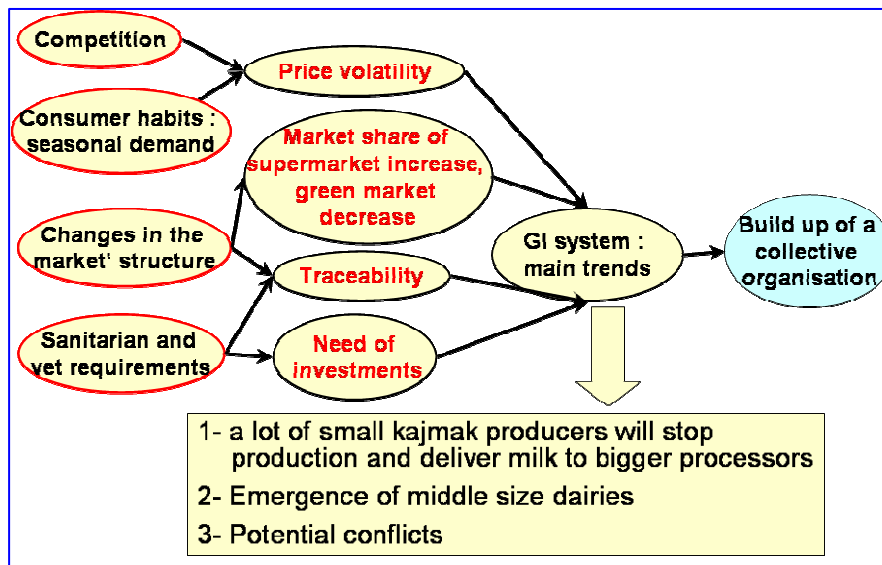 Competition
Price volatility
Consumer habits :
seasonal demand
Market share of
supermarket increase,
green market
decrease
Changes in the
market' structure
GI system :
main trends
Build up of a
collective
organisation
Traceability
Sanitarian and
vet requirements
Need of
investments
1- a lot of small kajmak producers will stop
production and deliver milk to bigger processors
2- Emergence of middle size dairies
3- Potential conflicts